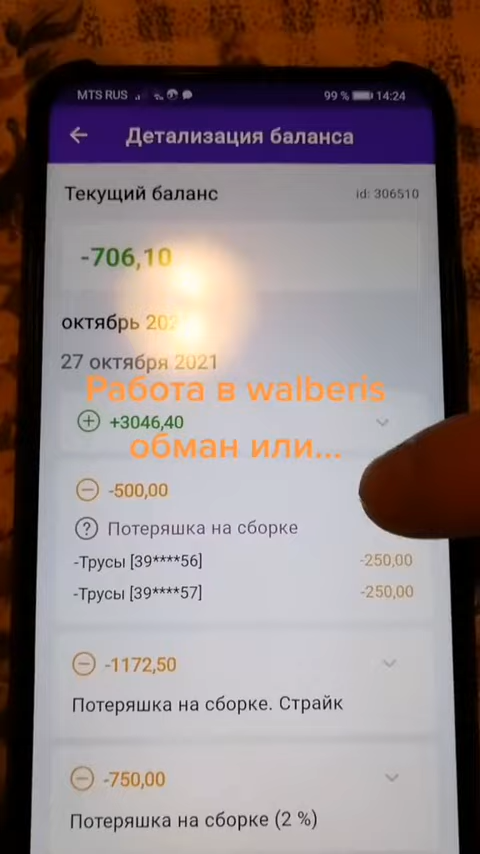 MTS RUS
99 %
14:24
Детализация баланса
Текущий баланс
id: 306510
-706,10
октябрь 202
27 октября 2021
Работа в walberis
+3046,40
обман или...
-500,00
Потеряшка на сборке
-Трусы [39****56]
-250,00
-Трусы [39****57]
-250,00
-1172,50
Потеряшка на сборке. Страйк
-750,00
Потеряшка на сборке (2 %)